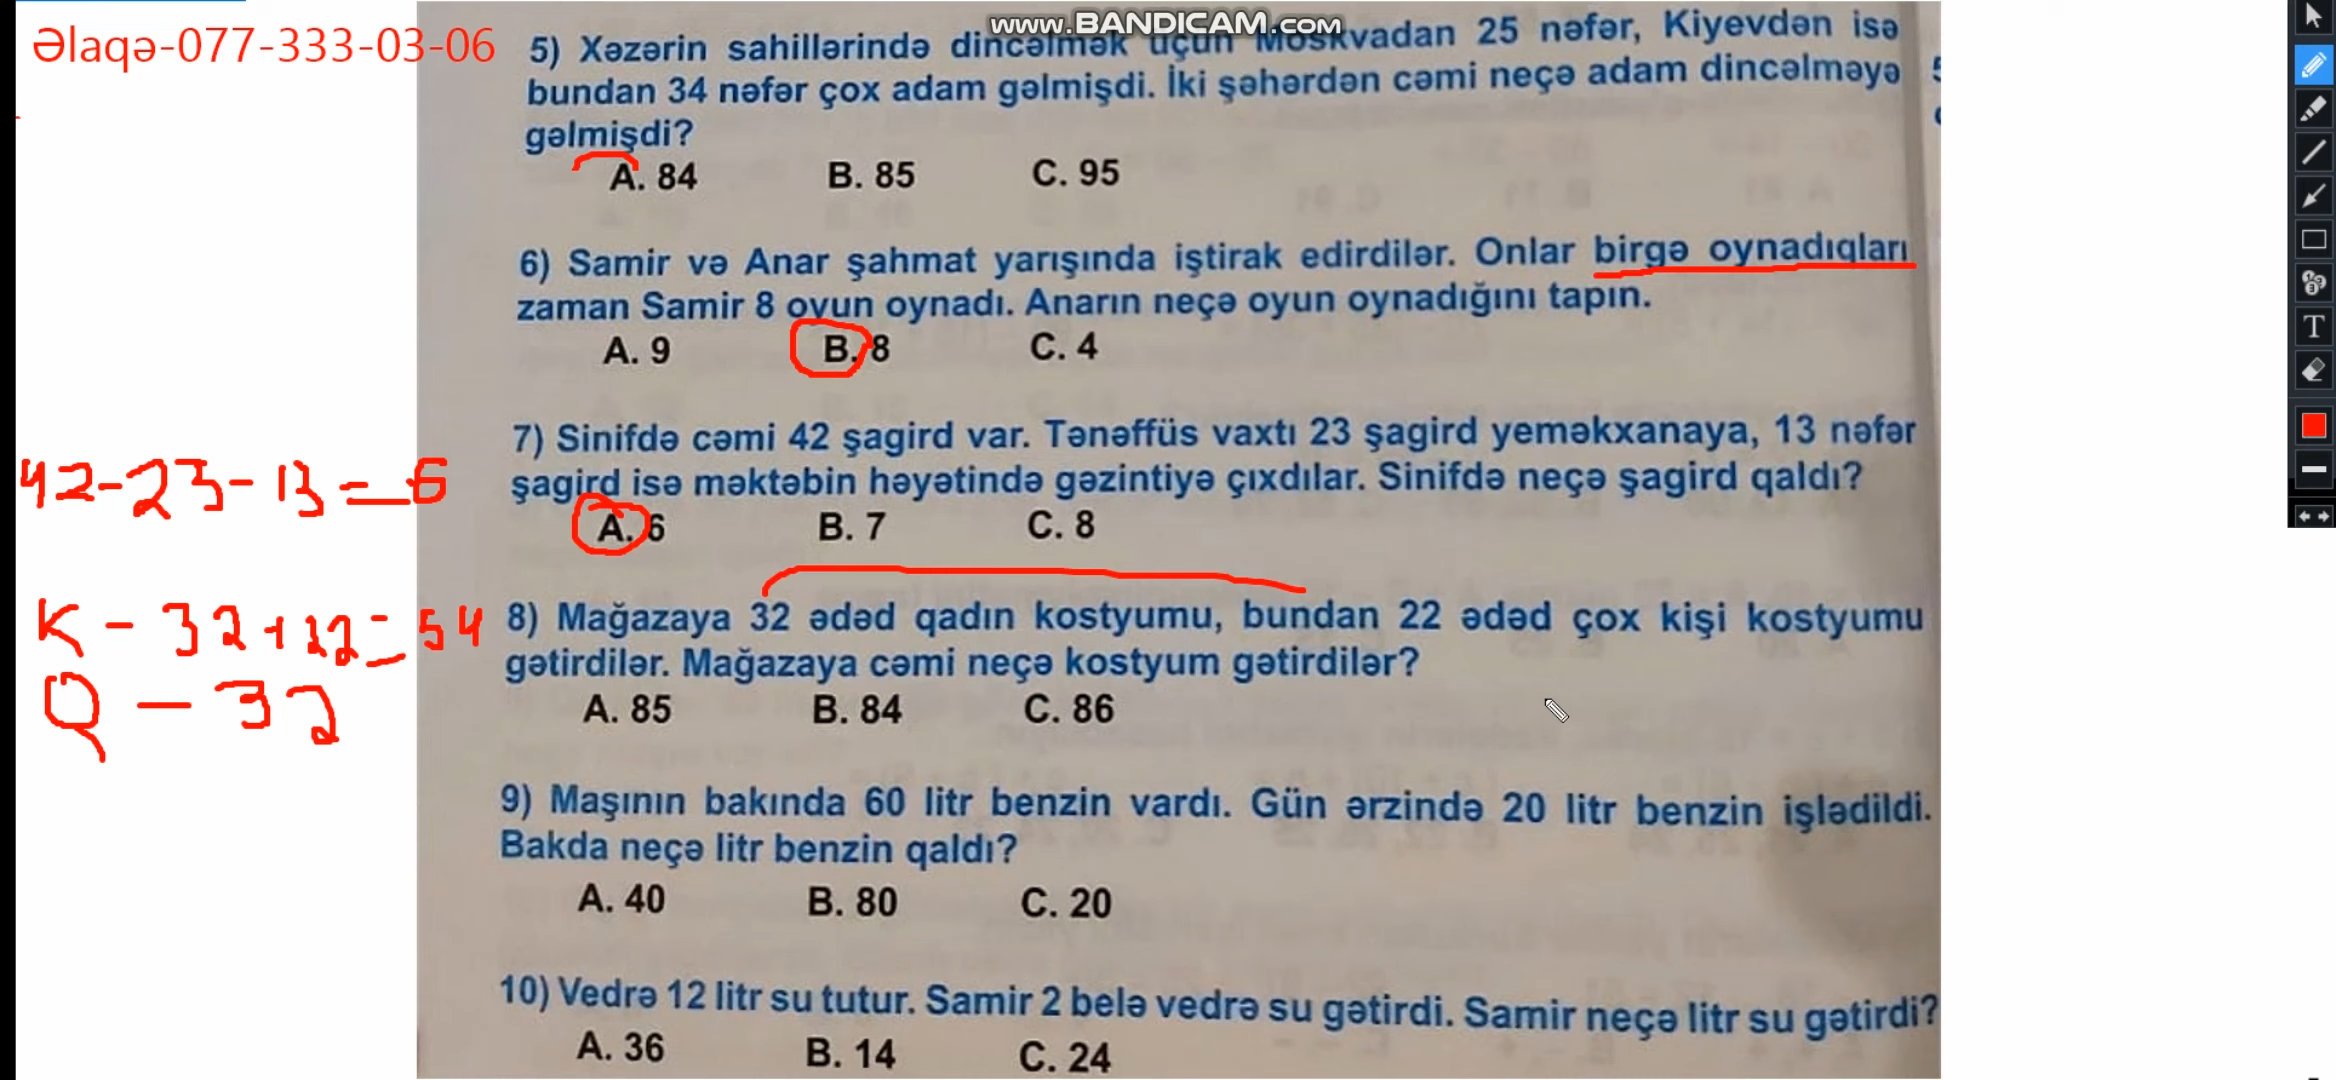 www.BANDICAM.com
Əlaqə-077-333-03-06
5) Xəzərin sahillərində dincəlmək üçün Moskvadan 25 nəfər, Kiyevdən isə
bundan 34 nəfər çox adam gəlmişdi. İki şəhərdən cəmi neçə adam dincəlməyə
gəlmişdi?
A. 84 B. 85 C. 95
6) Samir və Anar şahmat yarışında iştirak edirdilər. Onlar birgə oynadıqları
zaman Samir 8 oyun oynadı. Anarın neçə oyun oynadığını tapın.
A. 9 B. 8 C. 4
7) Sinifdə cəmi 42 şagird var. Tənəffüs vaxtı 23 şagird yeməkxanaya, 13 nəfər
şagird isə məktəbin həyətində gəzintiyə çıxdılar. Sinifdə neçə şagird qaldı?
A. 6 B. 7 C. 8
42-23-13=6
8) Mağazaya 32 ədəd qadın kostyumu, bundan 22 ədəd çox kişi kostyumu
gətirdilər. Mağazaya cəmi neçə kostyum gətirdilər?
A. 85 B. 84 C. 86
K-32+22=54
Q-32
9) Maşının bakında 60 litr benzin vardı. Gün ərzində 20 litr benzin işlədildi.
Bakda neçə litr benzin qaldı?
A. 40 B. 80 C. 20
10) Vedrə 12 litr su tutur. Samir 2 belə vedrə su gətirdi. Samir neçə litr su gətirdi?
A. 36 B. 14 C. 24